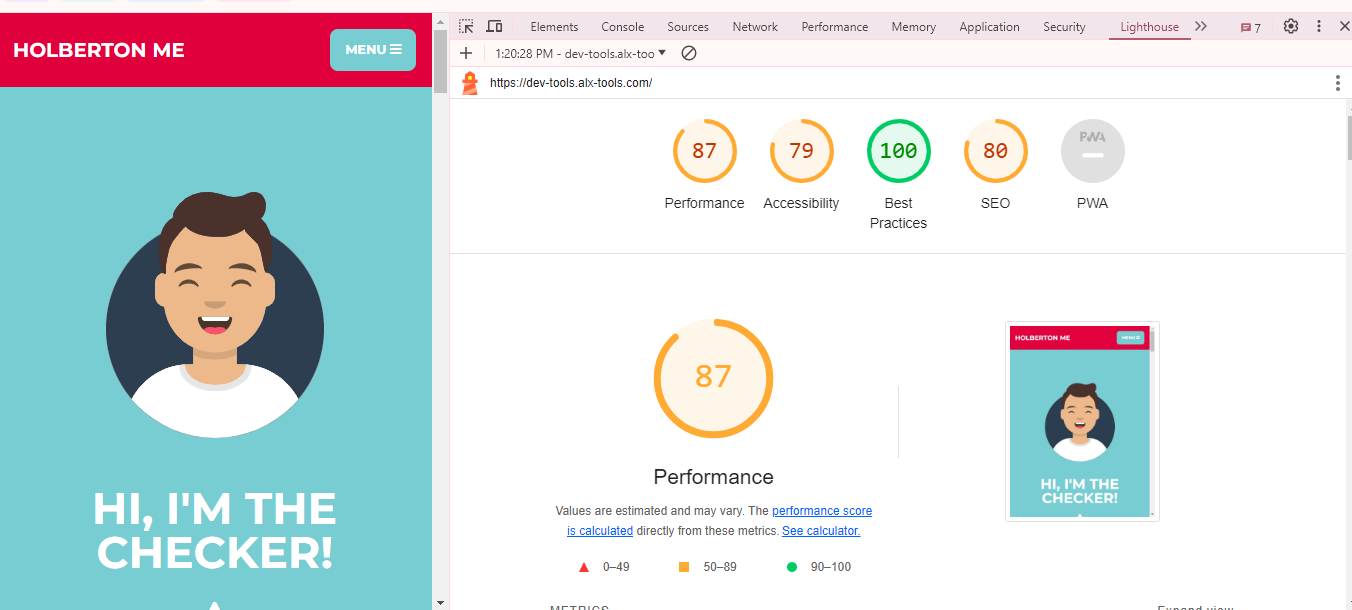 HOLBERTON ME
MENU
HI, I'M THE
CHECKER!
Elements Console Sources Network Performance Memory Application Security Lighthouse 7
1:20:28 PM - dev-tools.alx-too
https://dev-tools.alx-tools.com/
87 79 100 80 PWA
Performance Accessibility Best Practices SEO PWA
87
Performance
Values are estimated and may vary. The performance score
is calculated directly from these metrics. See calculator.
0–49 50–89 90–100
HOLBERTON ME
MENU
HI, I'M THE
CHECKER!
METRICS Expand view